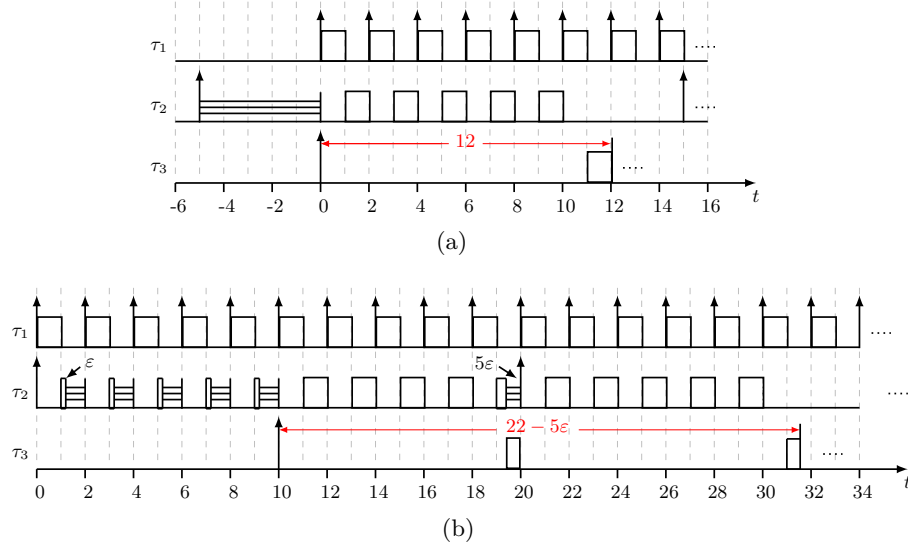 τ₁ ....
τ₂ ....
12
τ₃ ....
-6 -4 -2 0 2 4 6 8 10 12 14 16 t
(a)
τ₁ ....
ε 5ε
τ₂ ....
22 − 5ε
τ₃ ....
0 2 4 6 8 10 12 14 16 18 20 22 24 26 28 30 32 34 t
(b)